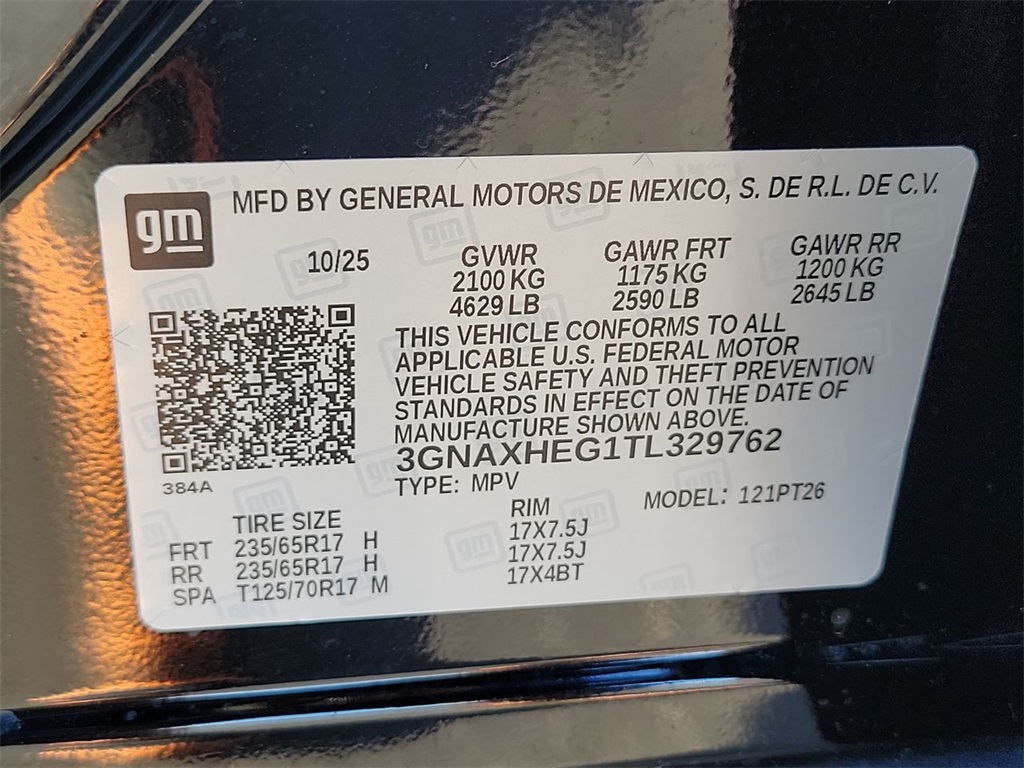 gm
MFD BY GENERAL MOTORS DE MEXICO, S. DE R.L. DE C.V.
10/25 GVWR GAWR FRT GAWR RR
2100 KG 1175 KG 1200 KG
4629 LB 2590 LB 2645 LB
THIS VEHICLE CONFORMS TO ALL
APPLICABLE U.S. FEDERAL MOTOR
VEHICLE SAFETY AND THEFT PREVENTION
STANDARDS IN EFFECT ON THE DATE OF
MANUFACTURE SHOWN ABOVE.
3GNAXHEG1TL329762
384A
TYPE: MPV MODEL: 121PT26
TIRE SIZE RIM
FRT 235/65R17 H 17X7.5J
RR 235/65R17 H 17X7.5J
SPA T125/70R17 M 17X4BT